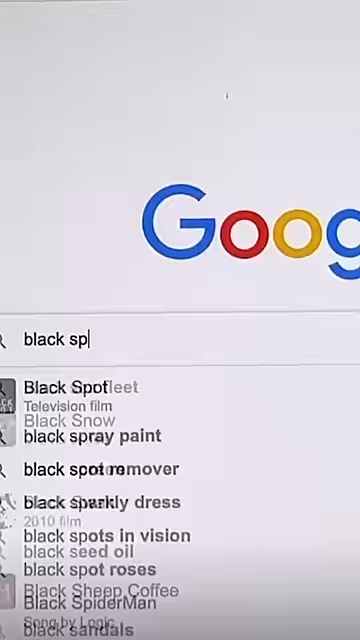 Goog
black sp
Black Spot
Television film
Black Snow
black spray paint
black spot remover
black sparkly dress
2010 film
black spots in vision
black seed oil
black spot roses
Black Sheep Coffee
Black SpiderMan
Song by Logic
black sandals